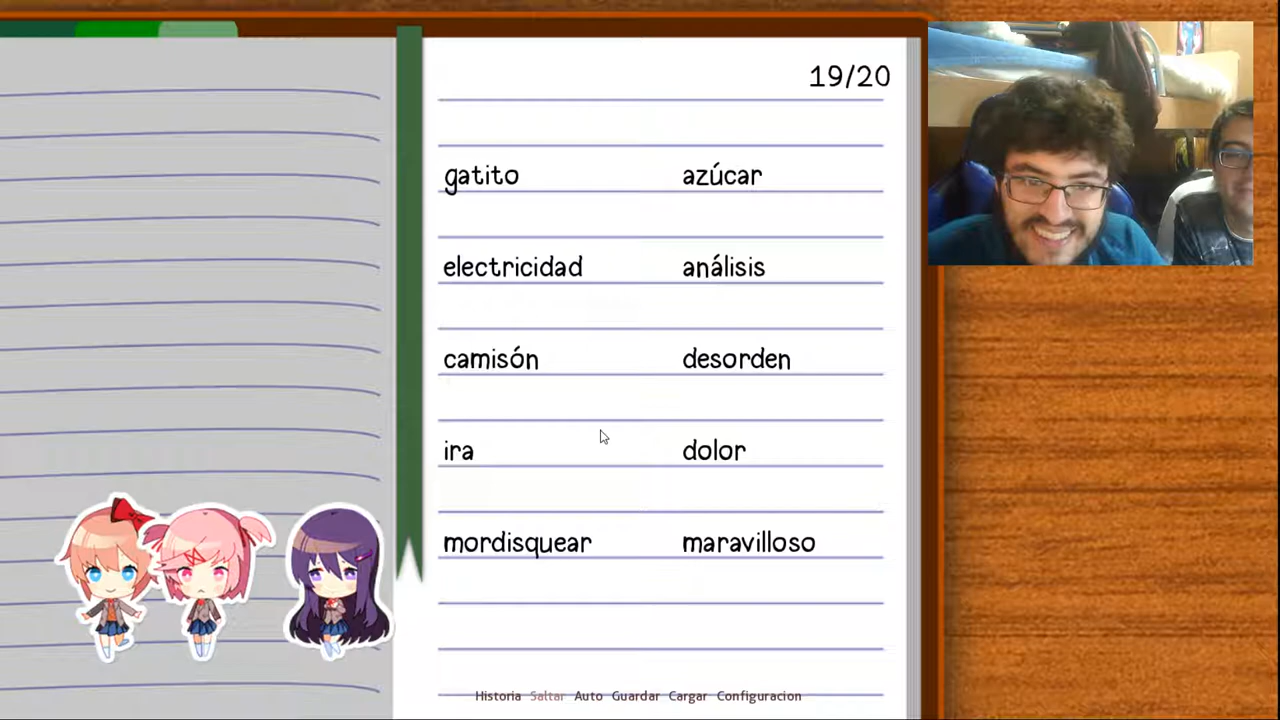 19/20
gatito azúcar
electricidad análisis
camisón desorden
ira dolor
mordisquear maravilloso
Historia Saltar Auto Guardar Cargar Configuracion